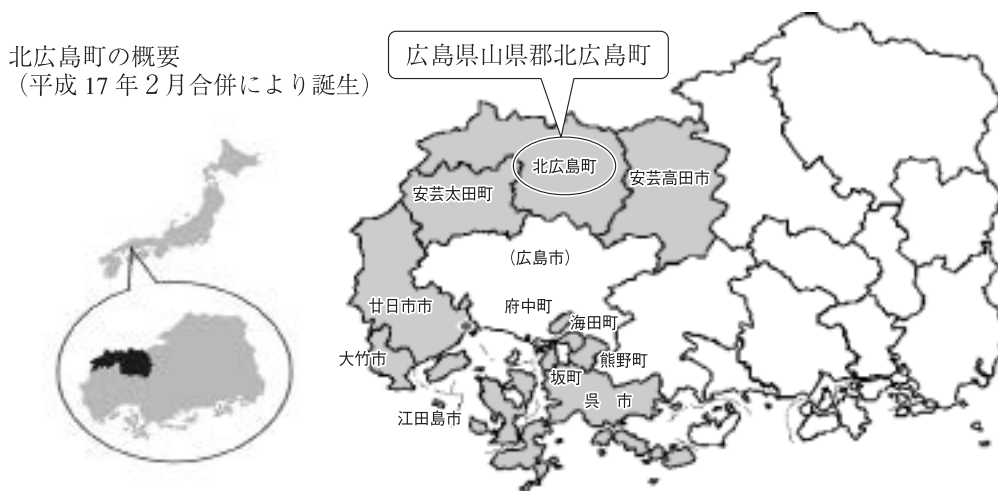 北広島町の概要
（平成 17 年 2 月合併により誕生）
広島県山県郡北広島町
北広島町
安芸高田市
安芸太田町
（広島市）
廿日市市
府中町
海田町
大竹市
熊野町
坂町
呉 市
江田島市